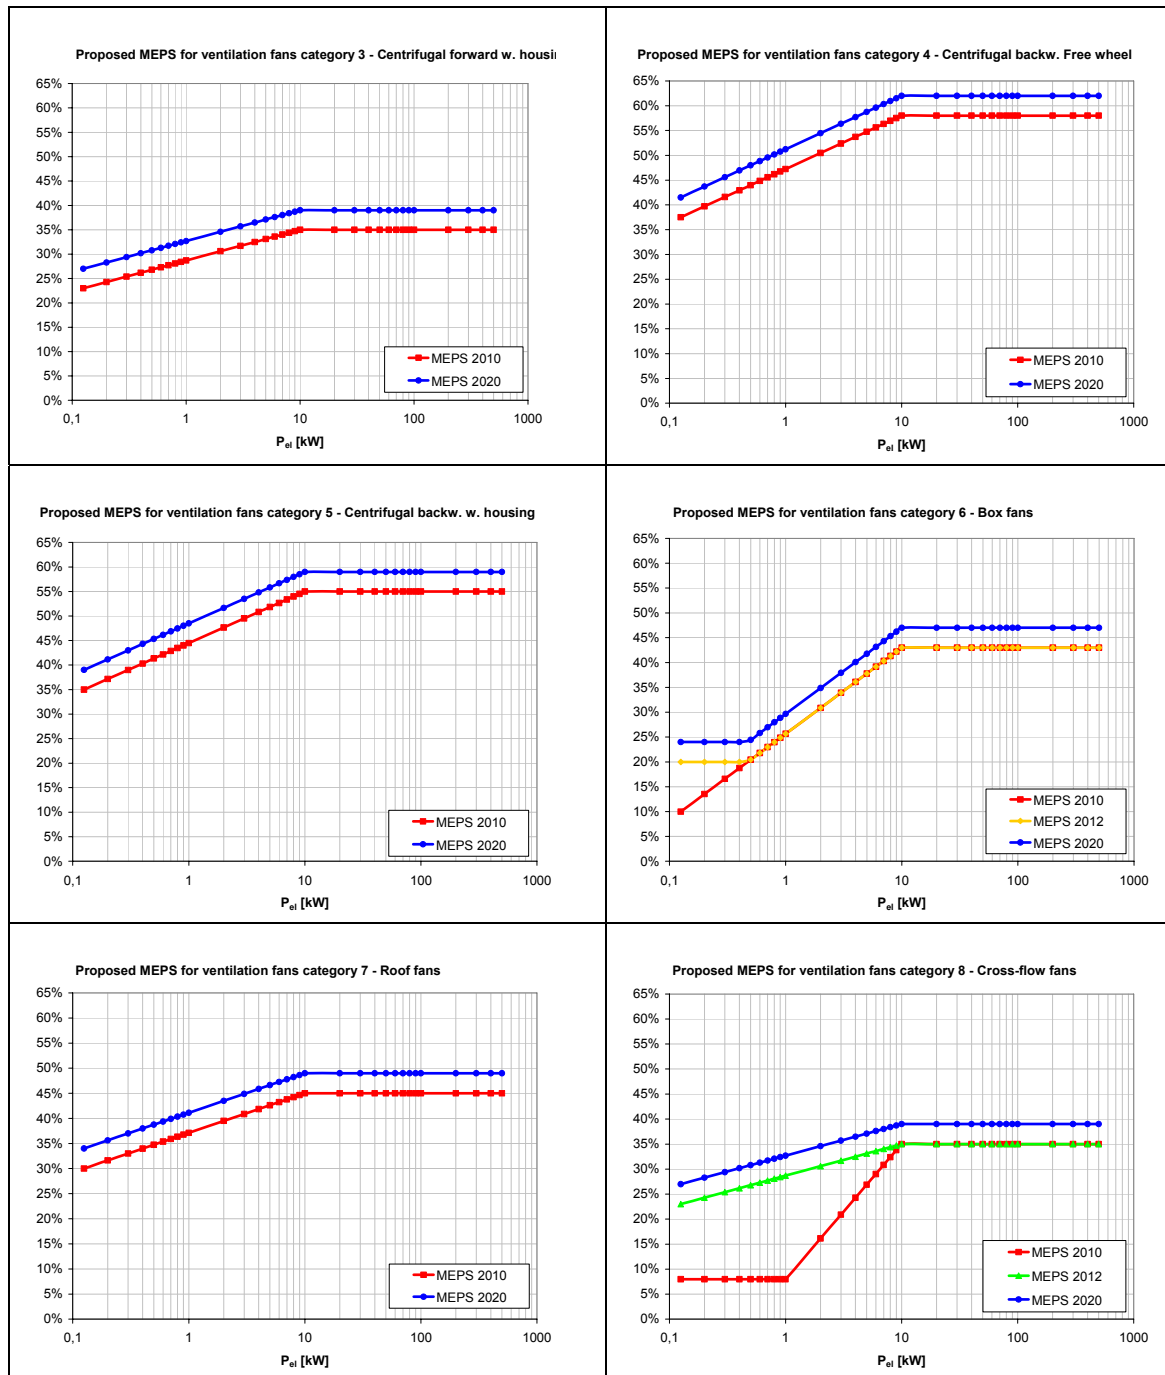 Proposed MEPS for ventilation fans category 3 - Centrifugal forward w. housin
65%
60%
55%
50%
45%
40%
35%
30%
25%
20%
15%
10%
5%
0%
MEPS 2010
MEPS 2020
0,1 1 10 100 1000
Pel [kW]
Proposed MEPS for ventilation fans category 4 - Centrifugal backw. Free wheel
65%
60%
55%
50%
45%
40%
35%
30%
25%
20%
15%
10%
5%
0%
MEPS 2010
MEPS 2020
0,1 1 10 100 1000
Pel [kW]
Proposed MEPS for ventilation fans category 5 - Centrifugal backw. w. housing
65%
60%
55%
50%
45%
40%
35%
30%
25%
20%
15%
10%
5%
0%
MEPS 2010
MEPS 2020
0,1 1 10 100 1000
Pel [kW]
Proposed MEPS for ventilation fans category 6 - Box fans
65%
60%
55%
50%
45%
40%
35%
30%
25%
20%
15%
10%
5%
0%
MEPS 2010
MEPS 2012
MEPS 2020
0,1 1 10 100 1000
Pel [kW]
Proposed MEPS for ventilation fans category 7 - Roof fans
65%
60%
55%
50%
45%
40%
35%
30%
25%
20%
15%
10%
5%
0%
MEPS 2010
MEPS 2020
0,1 1 10 100 1000
Pel [kW]
Proposed MEPS for ventilation fans category 8 - Cross-flow fans
65%
60%
55%
50%
45%
40%
35%
30%
25%
20%
15%
10%
5%
0%
MEPS 2010
MEPS 2012
MEPS 2020
0,1 1 10 100 1000
Pel [kW]